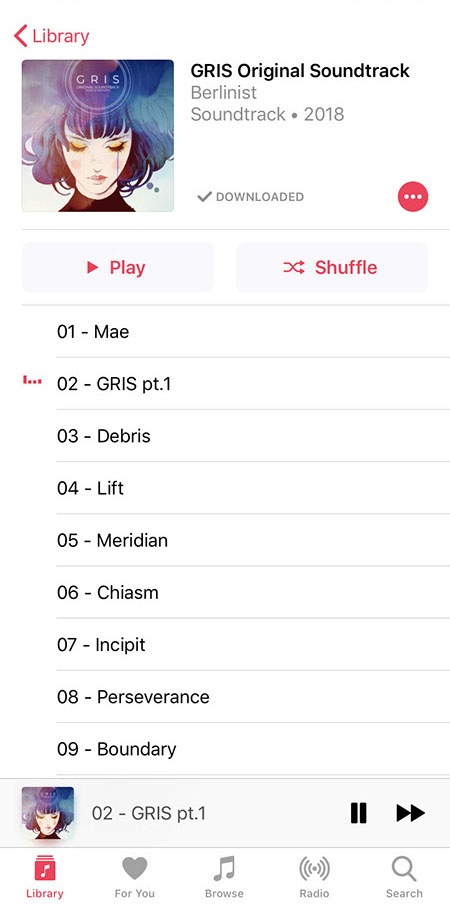 Library
GRIS
ORIGINAL SOUNDTRACK
GRIS Original Soundtrack
Berlinist
Soundtrack • 2018
DOWNLOADED
Play
Shuffle
01 - Mae
02 - GRIS pt.1
03 - Debris
04 - Lift
05 - Meridian
06 - Chiasm
07 - Incipit
08 - Perseverance
09 - Boundary
02 - GRIS pt.1
Library
For You
Browse
Radio
Search